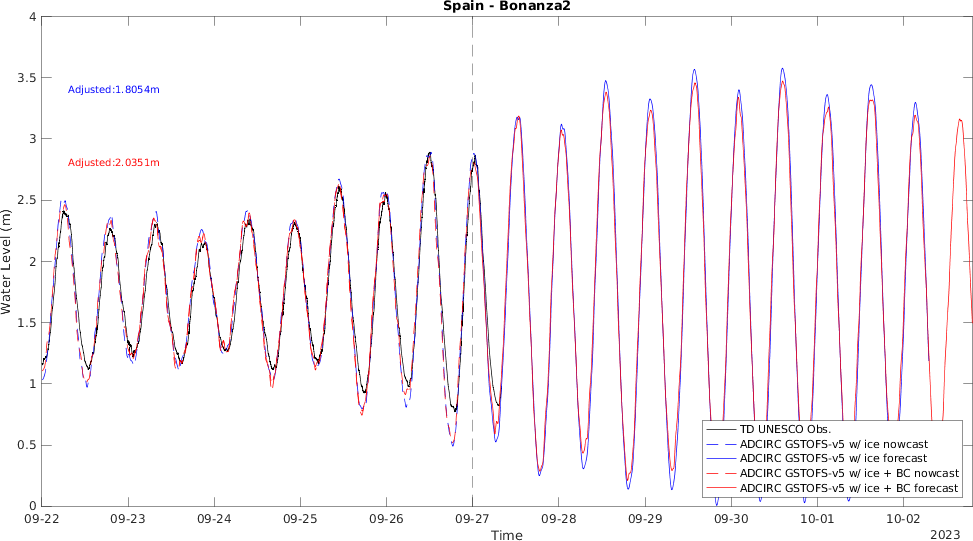 Spain - Bonanza2
4
3.5
3
2.5
2
1.5
1
0.5
0
Water Level (m)
Adjusted:1.8054m
Adjusted:2.0351m
TD UNESCO Obs.
ADCIRC GSTOFS-v5 w/ ice nowcast
ADCIRC GSTOFS-v5 w/ ice forecast
ADCIRC GSTOFS-v5 w/ ice + BC nowcast
ADCIRC GSTOFS-v5 w/ ice + BC forecast
09-22 09-23 09-24 09-25 09-26 09-27 09-28 09-29 09-30 10-01 10-02
Time
2023